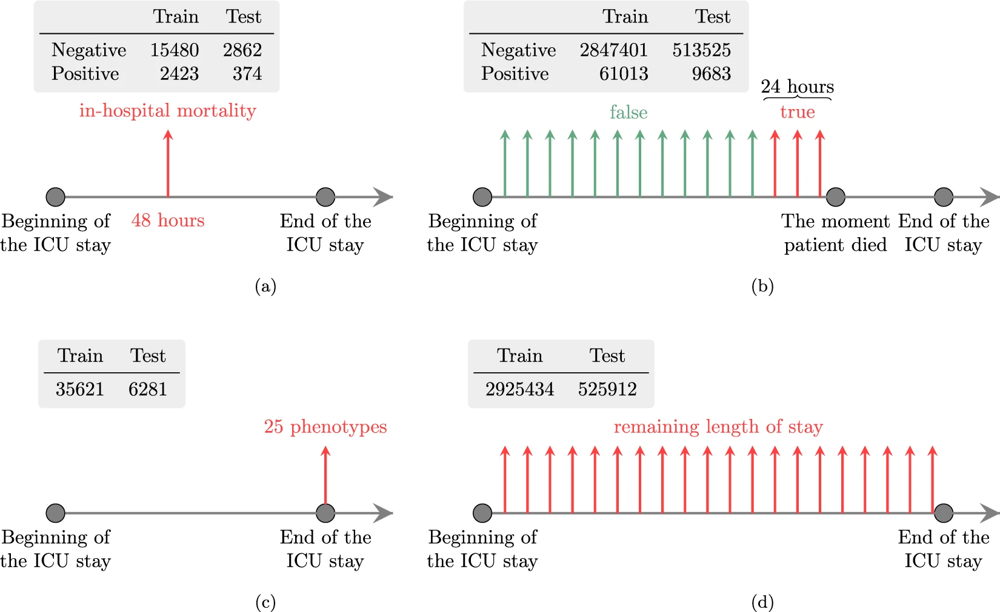 Train Test
Negative 15480 2862
Positive 2423 374
in-hospital mortality
48 hours
Beginning of
the ICU stay
End of the
ICU stay
(a)
Train Test
Negative 2847401 513525
Positive 61013 9683
24 hours
false
true
Beginning of
the ICU stay
The moment
patient died
End of the
ICU stay
(b)
Train Test
35621 6281
25 phenotypes
Beginning of
the ICU stay
End of the
ICU stay
(c)
Train Test
2925434 525912
remaining length of stay
Beginning of
the ICU stay
End of the
ICU stay
(d)